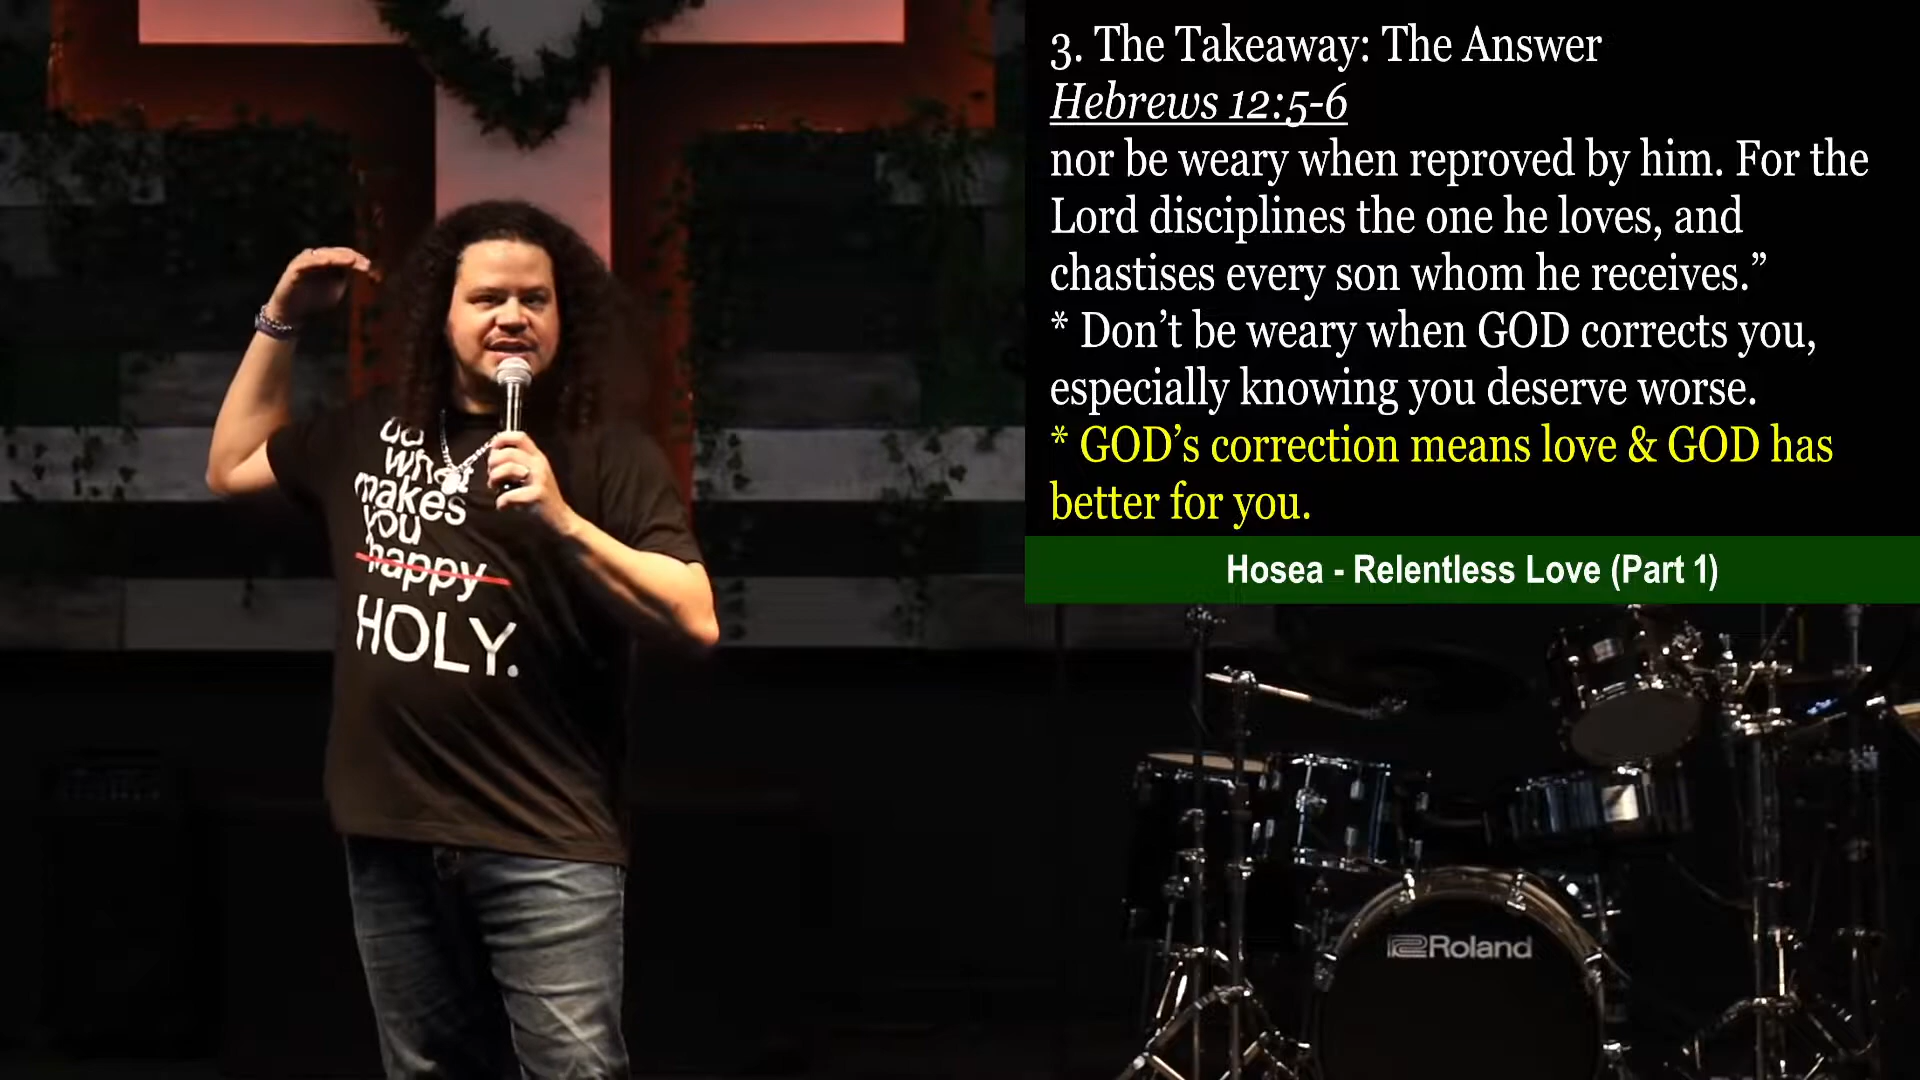 3. The Takeaway: The Answer
Hebrews 12:5-6
nor be weary when reproved by him. For the
Lord disciplines the one he loves, and
chastises every son whom he receives.”
* Don’t be weary when GOD corrects you,
especially knowing you deserve worse.
* GOD’s correction means love & GOD has
better for you.
Hosea - Relentless Love (Part 1)
do
what
makes
you
happy
HOLY.
Roland